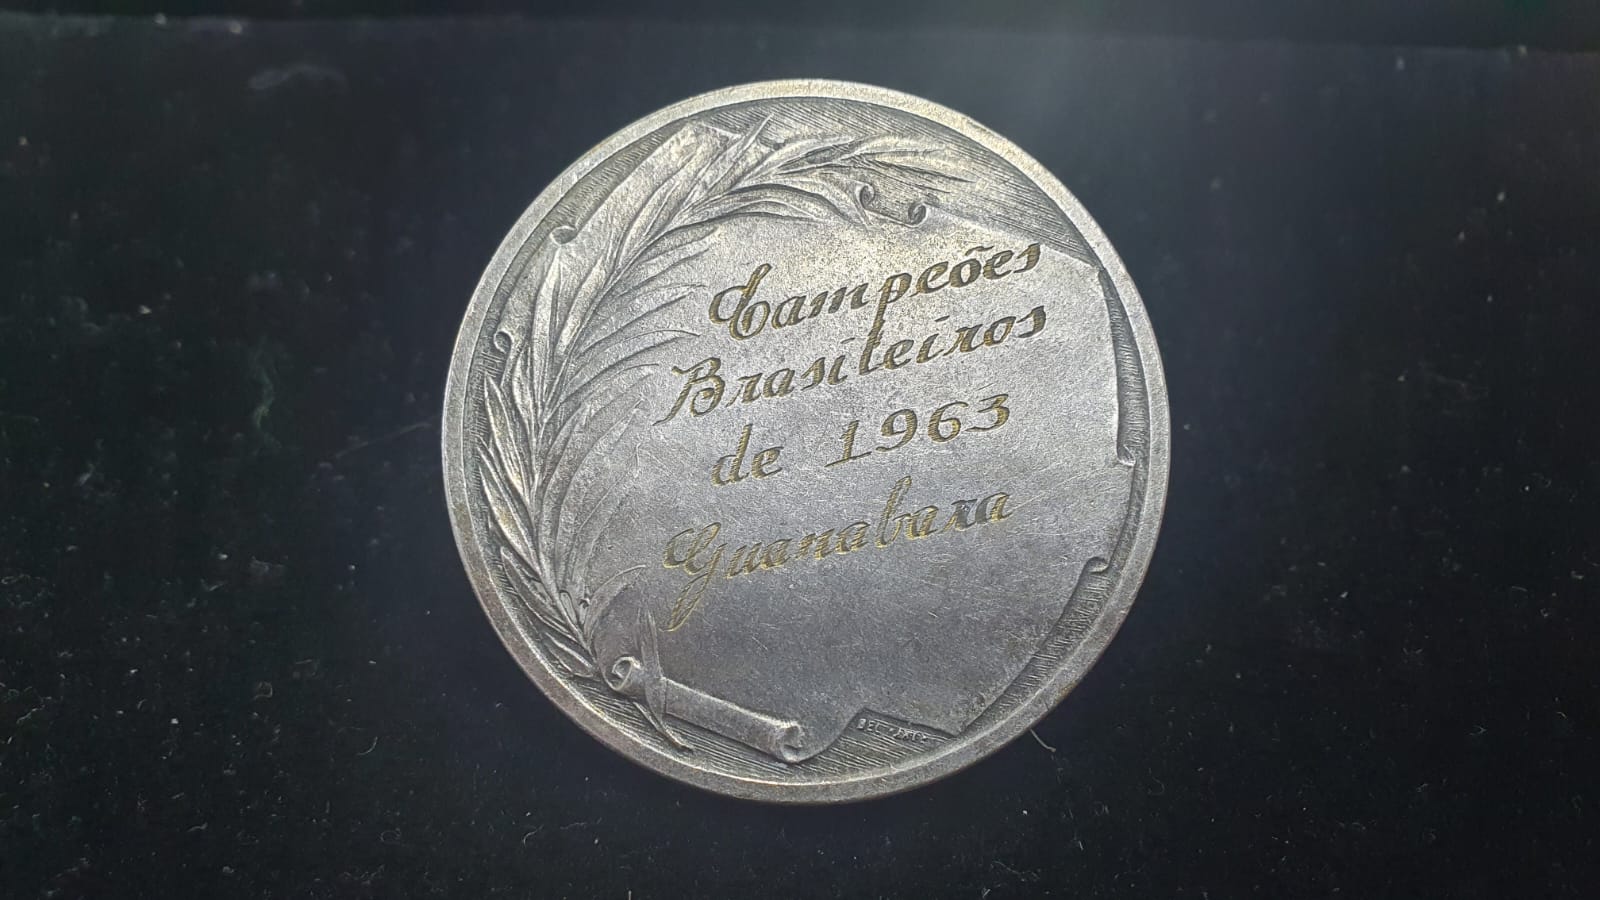 Campeões
Brasileiros
de 1963
Guanabara